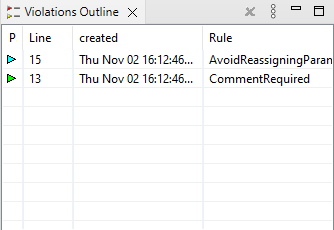 Violations Outline
P Line created Rule
15 Thu Nov 02 16:12:46... AvoidReassigningParan
13 Thu Nov 02 16:12:46... CommentRequired